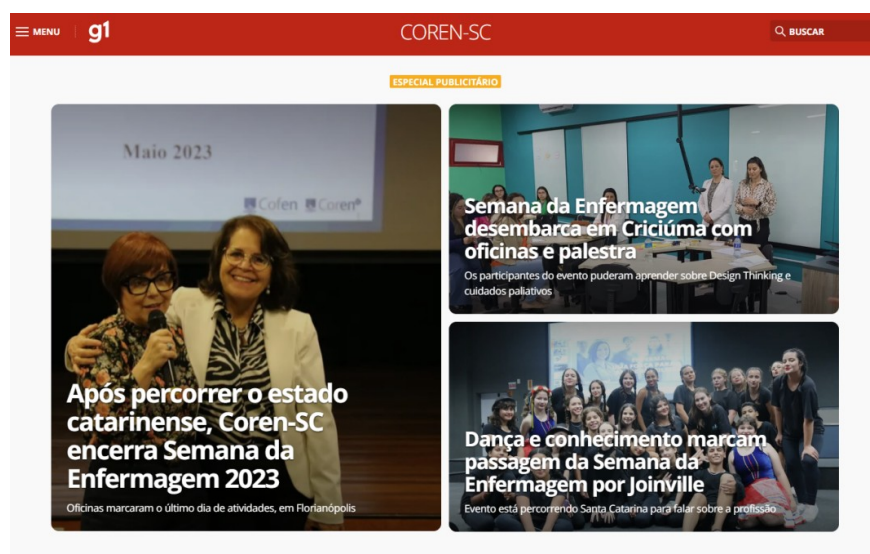 MENU
g1
COREN-SC
BUSCAR
ESPECIAL PUBLICITÁRIO
Maio 2023
Cofen Coren
Após percorrer o estado
catarinense, Coren-SC
encerra Semana da
Enfermagem 2023
Oficinas marcaram o último dia de atividades, em Florianópolis
Semana da Enfermagem
desembarca em Criciúma com
oficinas e palestra
Os participantes do evento puderam aprender sobre Design Thinking e
cuidados paliativos
Dança e conhecimento marcam
passagem da Semana da
Enfermagem por Joinville
Evento está percorrendo Santa Catarina para falar sobre a profissão